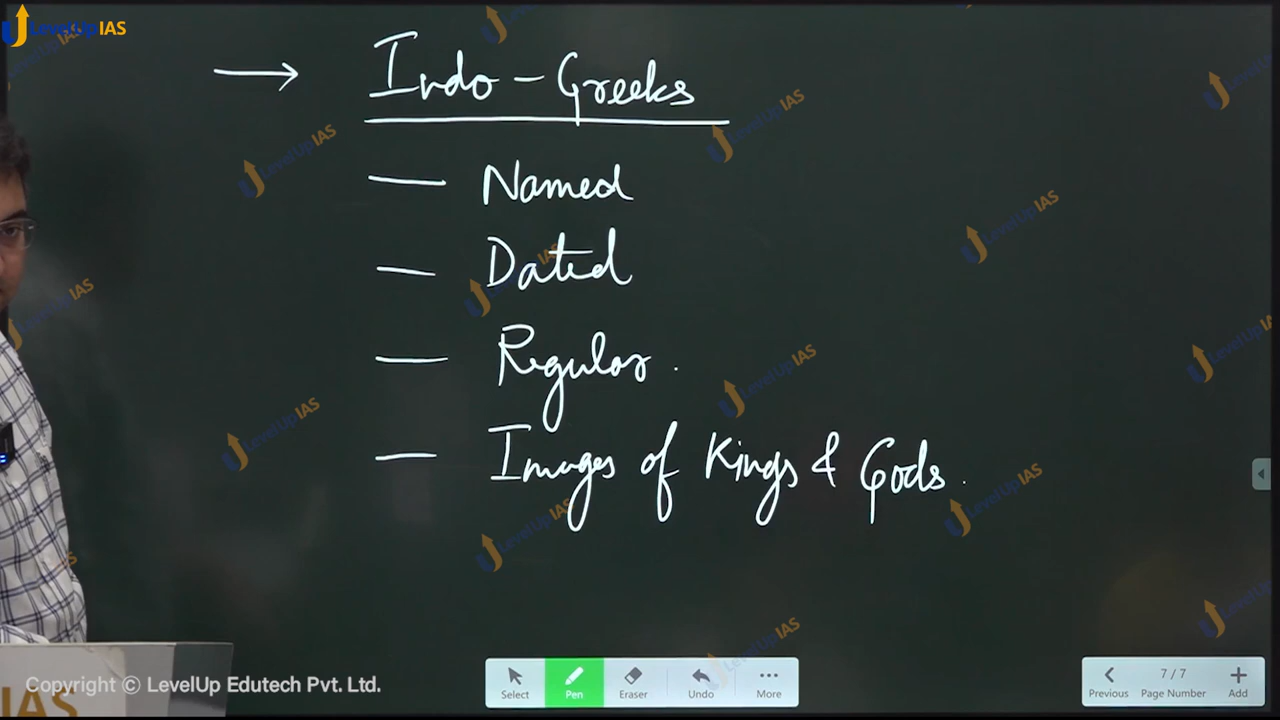 LevelUp IAS
→ Indo-Greeks
— Named
— Dated
— Regular.
— Images of Kings & Gods.
Copyright © LevelUp Edutech Pvt. Ltd.
IAS
Select Pen Eraser Undo More
7 / 7
Previous Page Number Add